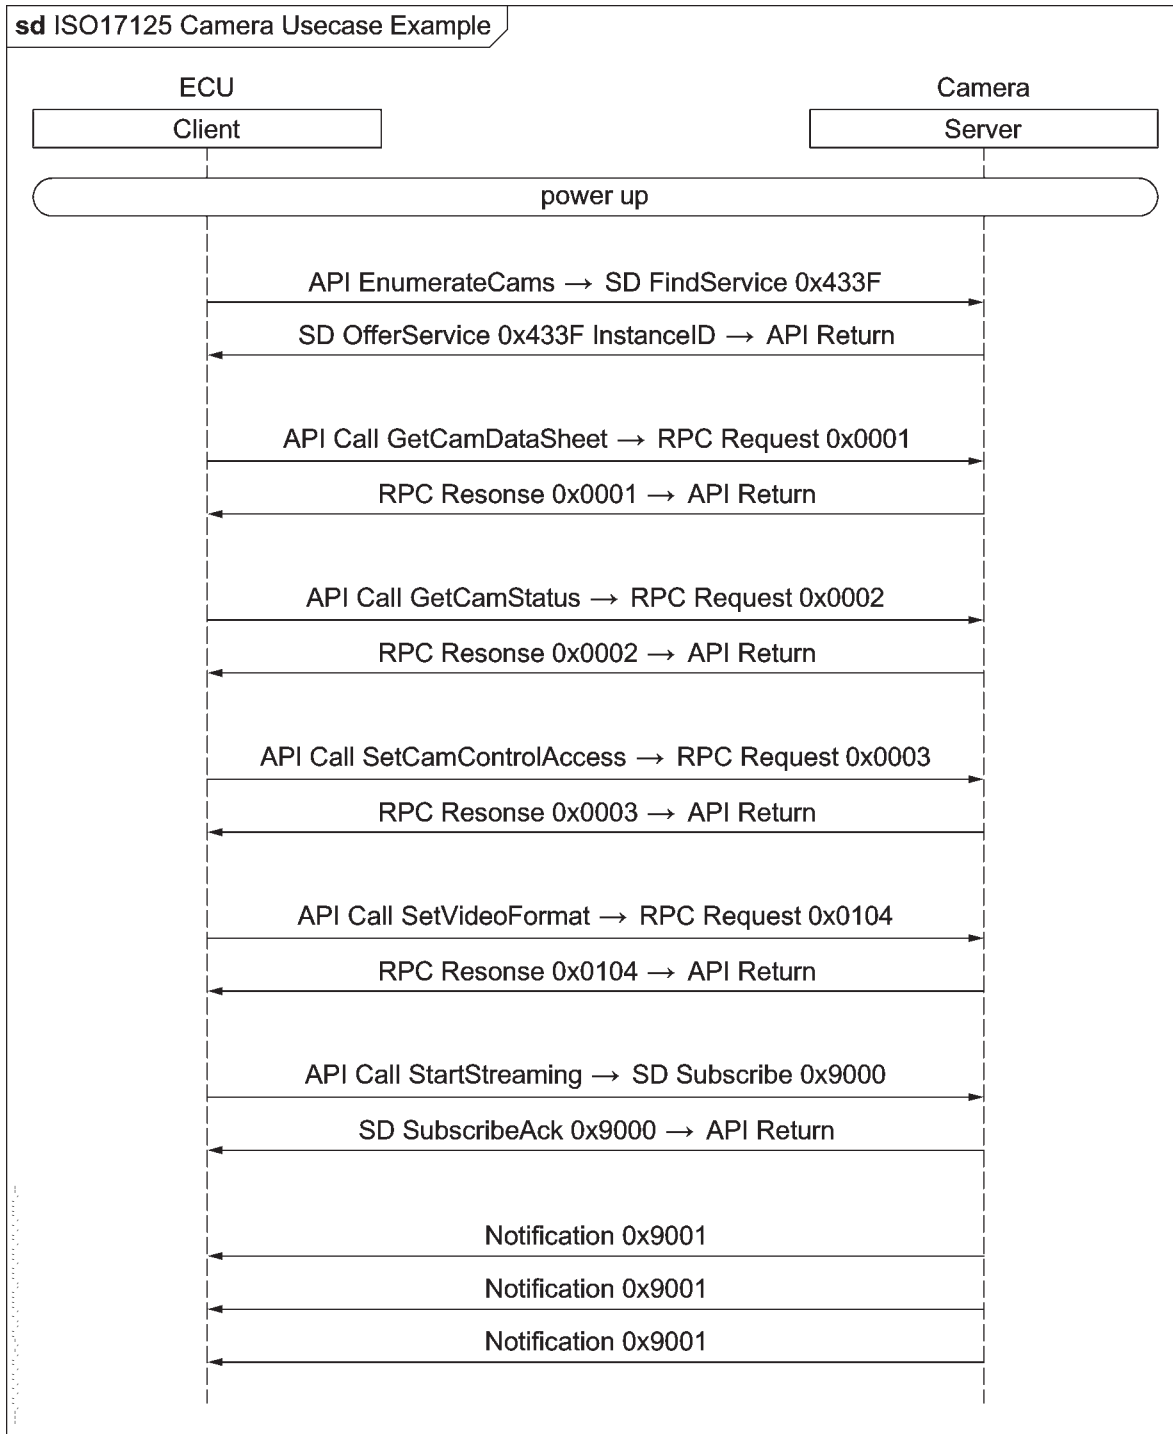 sd ISO17125 Camera Usecase Example
ECU
Camera
Client
Server
power up
API EnumerateCams → SD FindService 0x433F
SD OfferService 0x433F InstanceID → API Return
API Call GetCamDataSheet → RPC Request 0x0001
RPC Resonse 0x0001 → API Return
API Call GetCamStatus → RPC Request 0x0002
RPC Resonse 0x0002 → API Return
API Call SetCamControlAccess → RPC Request 0x0003
RPC Resonse 0x0003 → API Return
API Call SetVideoFormat → RPC Request 0x0104
RPC Resonse 0x0104 → API Return
API Call StartStreaming → SD Subscribe 0x9000
SD SubscribeAck 0x9000 → API Return
Notification 0x9001
Notification 0x9001
Notification 0x9001